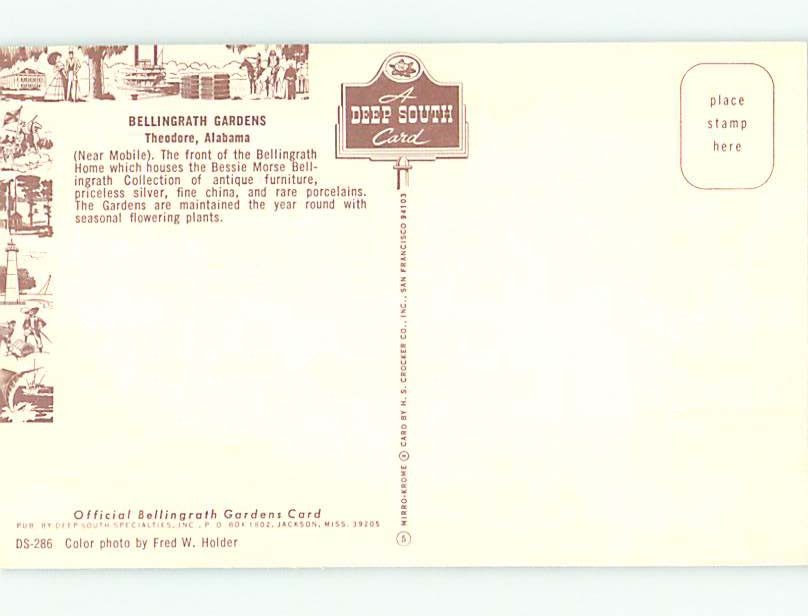 BELLINGRATH GARDENS
Theodore, Alabama
(Near Mobile). The front of the Bellingrath
Home which houses the Bessie Morse Bell-
ingrath Collection of antique furniture,
priceless silver, fine china, and rare porcelains.
The Gardens are maintained the year round with
seasonal flowering plants.
A
DEEP SOUTH
Card
place
stamp
here
MIRRO-KROME ® CARD BY H. S. CROCKER CO., INC., SAN FRANCISCO 94103
5
Official Bellingrath Gardens Card
PUB. BY DEEP SOUTH SPECIALTIES, INC., P. O. BOX 1802, JACKSON, MISS. 39205
DS-286 Color photo by Fred W. Holder